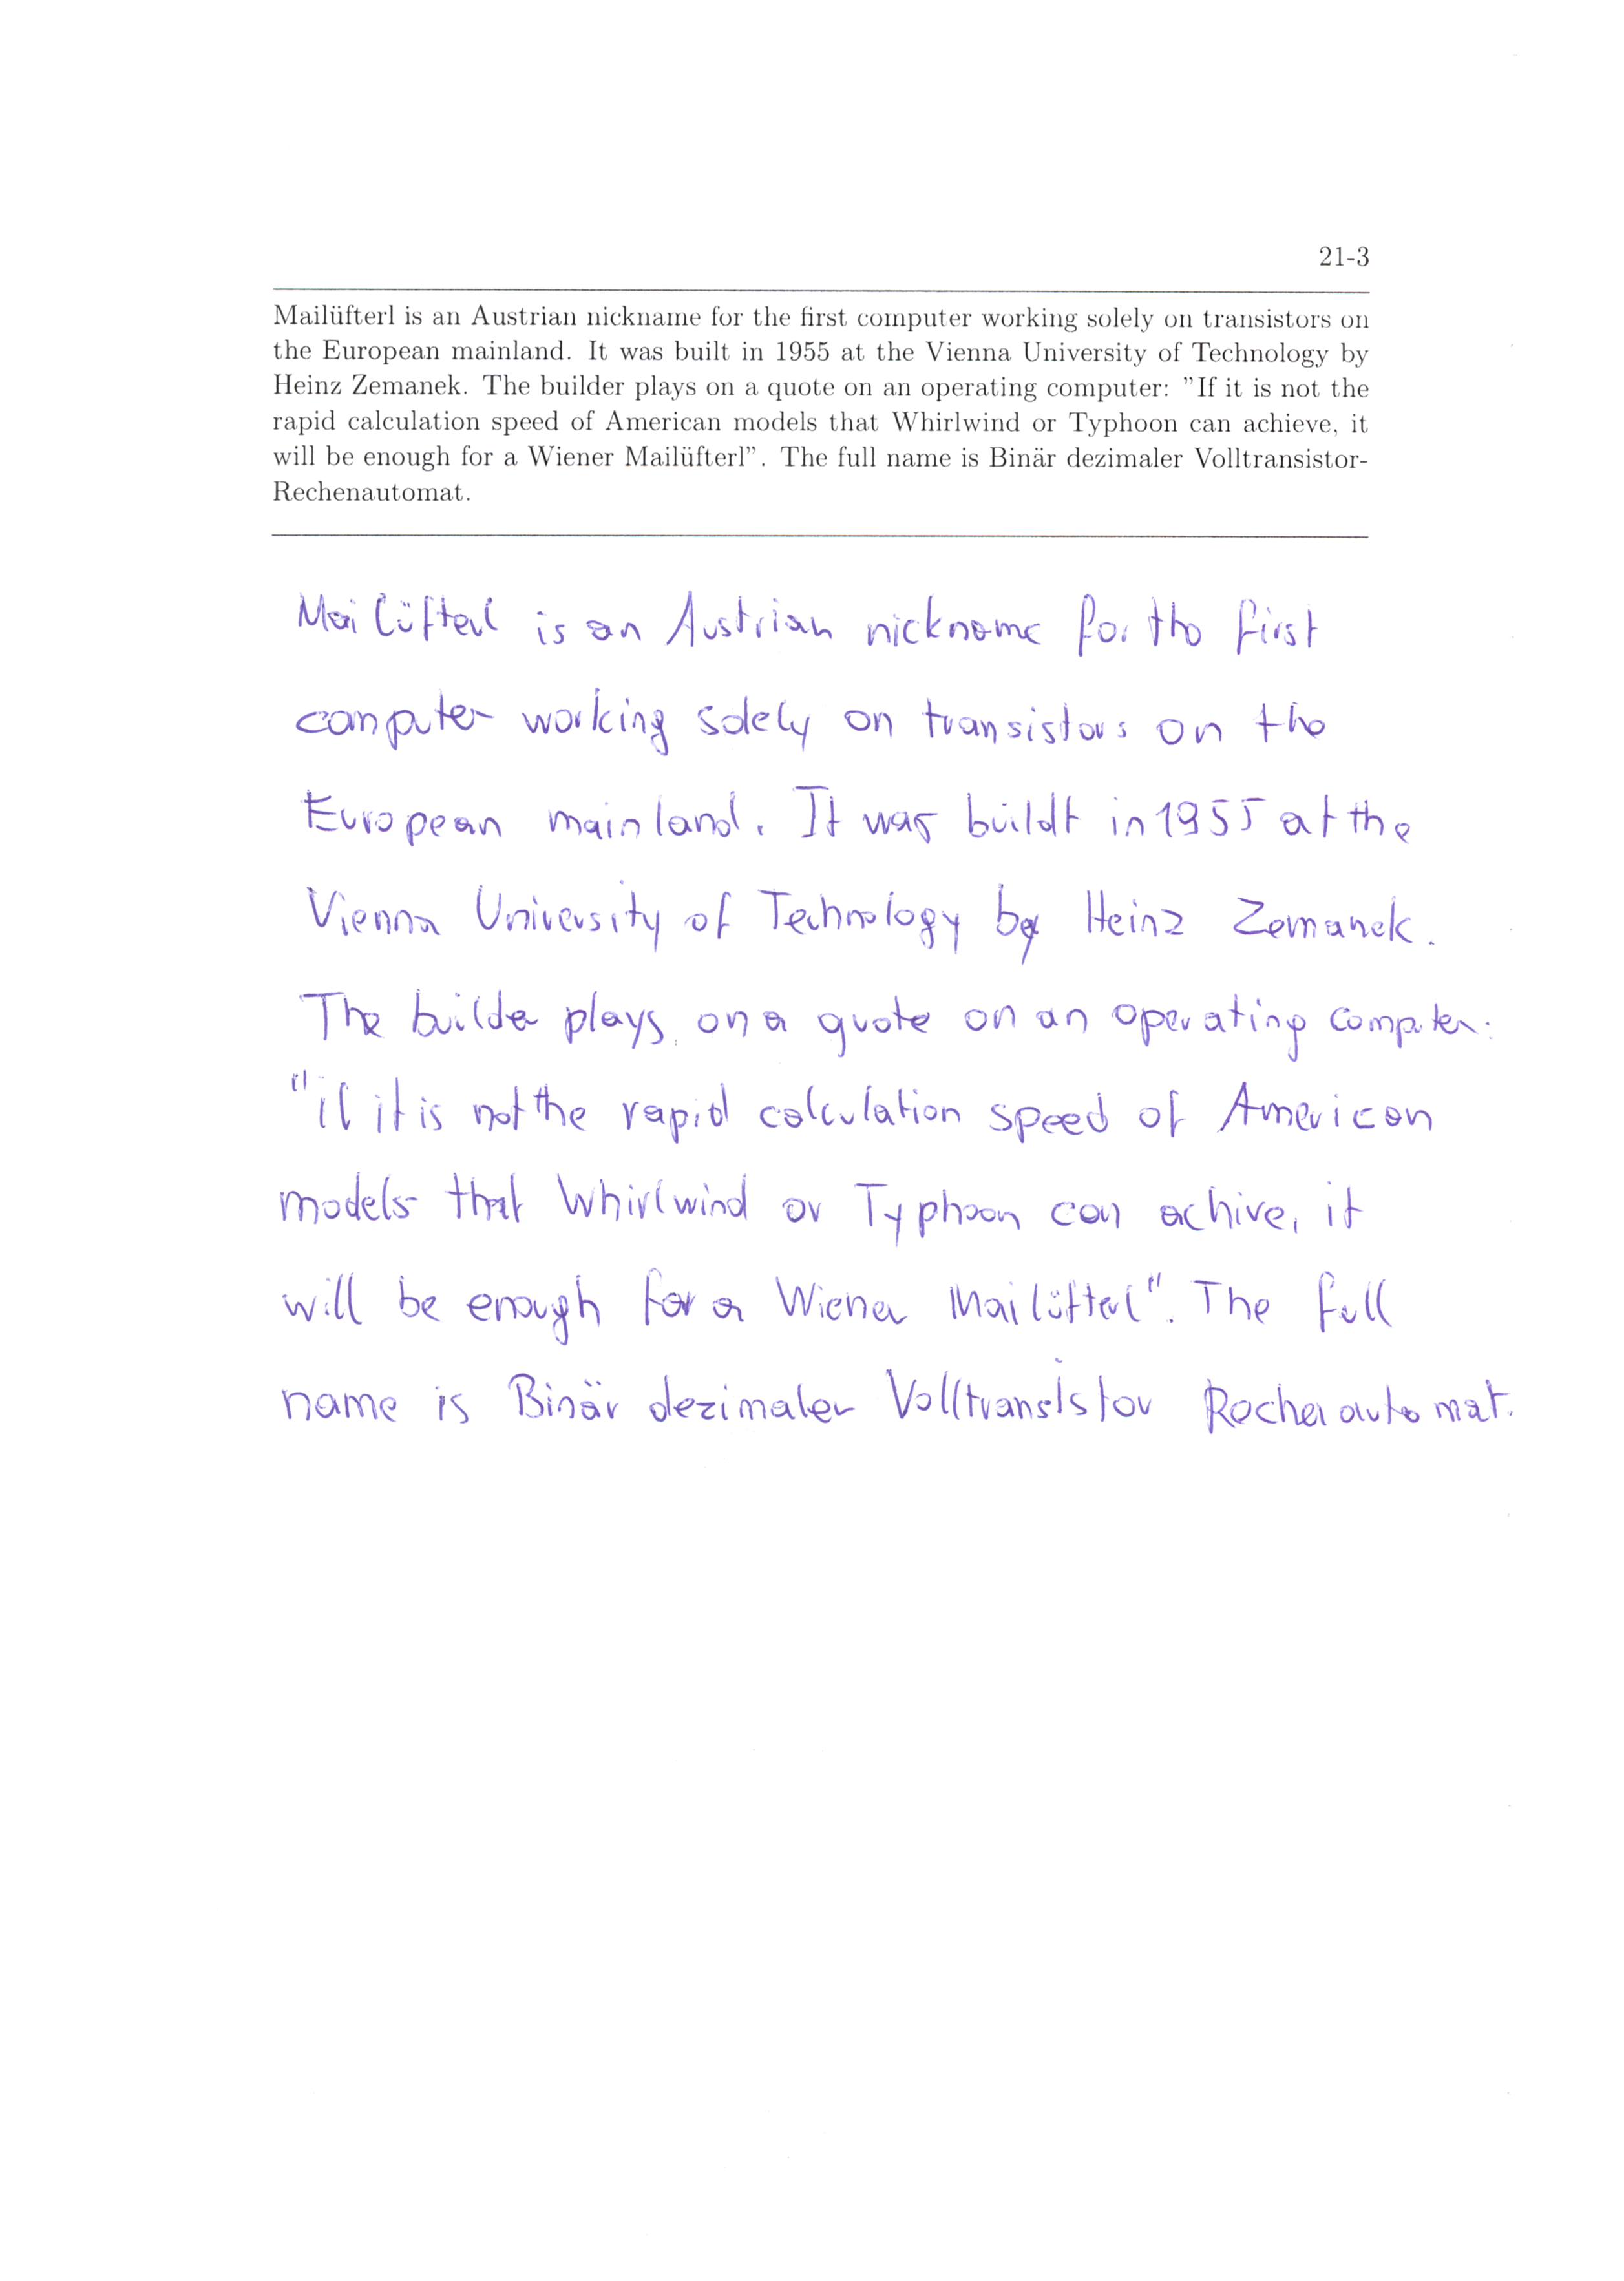 21-3
Mailüfterl is an Austrian nickname for the first computer working solely on transistors on
the European mainland. It was built in 1955 at the Vienna University of Technology by
Heinz Zemanek. The builder plays on a quote on an operating computer: "If it is not the
rapid calculation speed of American models that Whirlwind or Typhoon can achieve, it
will be enough for a Wiener Mailüfterl". The full name is Binär dezimaler Volltransistor-
Rechenautomat.
Mailüfterl is an Austrian nickname for the first
computer working solely on transistors on the
European mainland. It was buildt in 1955 at the
Vienna University of Technology by Heinz Zemanek.
The builder plays on a quote on an operating computer:
"if it is not the rapid calculation speed of American
models that Whirlwind or Typhoon can achive, it
will be enough for a Wiener Mailüfterl". The full
name is Binär dezimaler Volltransistor Rechenautomat.